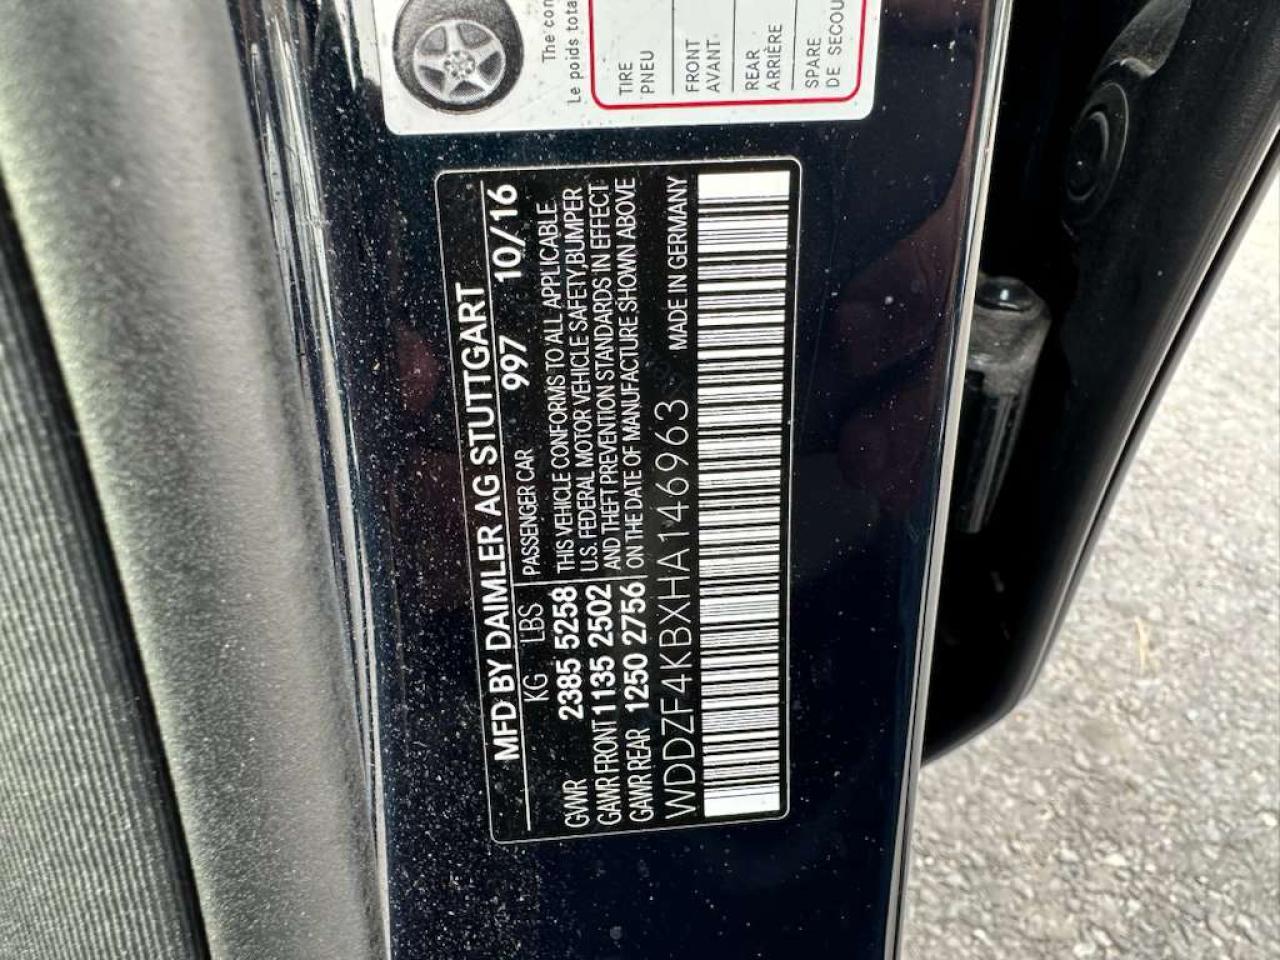 The con
Le poids tota
TIRE
PNEU
FRONT
AVANT
REAR
ARRIÈRE
SPARE
DE SECOU
MFD BY DAIMLER AG STUTTGART
KG LBS PASSENGER CAR 997 10/16
GVWR 2385 5258 THIS VEHICLE CONFORMS TO ALL APPLICABLE
GAWR FRONT 1135 2502 U.S. FEDERAL MOTOR VEHICLE SAFETY,BUMPER
GAWR REAR 1250 2756 AND THEFT PREVENTION STANDARDS IN EFFECT
ON THE DATE OF MANUFACTURE SHOWN ABOVE
WDDZF4KBXHA146963 MADE IN GERMANY